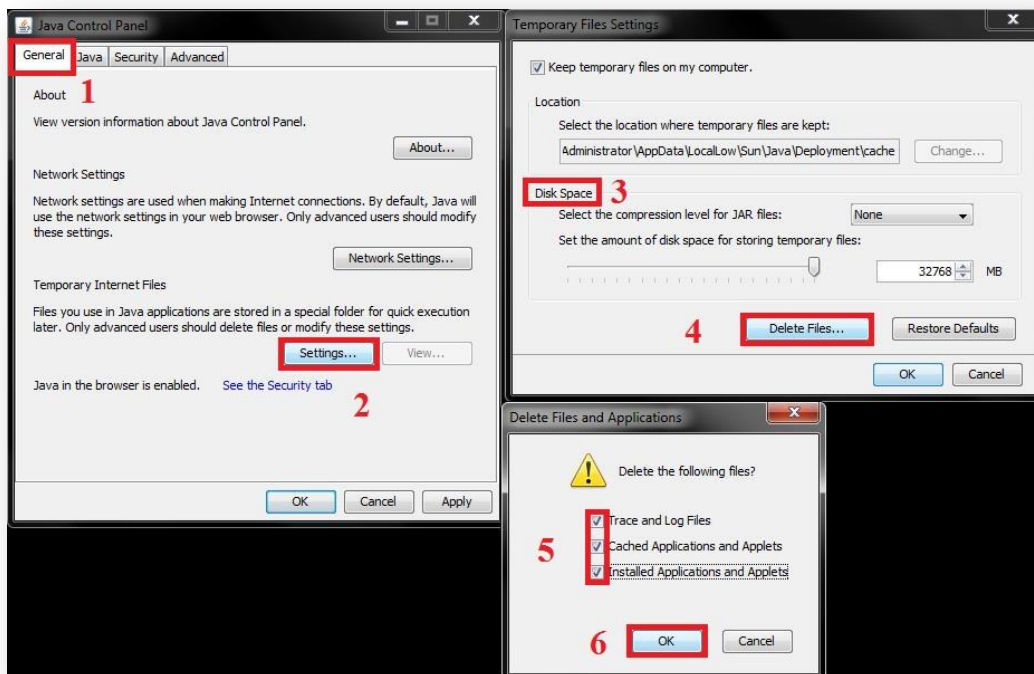 Java Control Panel
General
Java
Security
Advanced
1
About
View version information about Java Control Panel.
About...
Network Settings
Network settings are used when making Internet connections. By default, Java will
use the network settings in your web browser. Only advanced users should modify
these settings.
Network Settings...
Temporary Internet Files
Files you use in Java applications are stored in a special folder for quick execution
later. Only advanced users should delete files or modify these settings.
Settings...
View...
2
Java in the browser is enabled. See the Security tab
OK
Cancel
Apply
Temporary Files Settings
Keep temporary files on my computer.
Location
Select the location where temporary files are kept:
Administrator\AppData\LocalLow\Sun\Java\Deployment\cache
Change...
Disk Space
3
Select the compression level for JAR files:
None
Set the amount of disk space for storing temporary files:
32768
MB
4
Delete Files...
Restore Defaults
OK
Cancel
Delete Files and Applications
Delete the following files?
5
Trace and Log Files
Cached Applications and Applets
Installed Applications and Applets
6
OK
Cancel